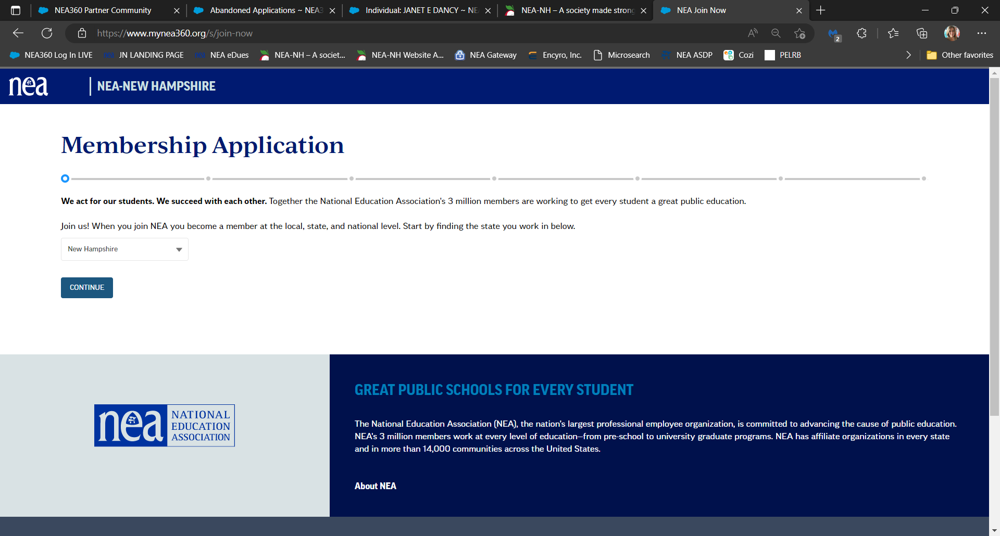 NEA360 Partner Community
Abandoned Applications ~ NEA3
Individual: JANET E DANCY ~ NE
NEA-NH – A society made strong
NEA Join Now
https://www.mynea360.org/s/join-now
2
NEA360 Log In LIVE
nea JN LANDING PAGE
nea NEA eDues
NEA-NH – A societ...
NEA-NH Website A...
NEA Gateway
Encyro, Inc.
Microsearch
NEA ASDP
Cozi
PELRB
Other favorites
nea
NEA-NEW HAMPSHIRE
Membership Application
We act for our students. We succeed with each other. Together the National Education Association's 3 million members are working to get every student a great public education.
Join us! When you join NEA you become a member at the local, state, and national level. Start by finding the state you work in below.
New Hampshire
CONTINUE
nea
NATIONAL
EDUCATION
ASSOCIATION
GREAT PUBLIC SCHOOLS FOR EVERY STUDENT
The National Education Association (NEA), the nation's largest professional employee organization, is committed to advancing the cause of public education.
NEA's 3 million members work at every level of education—from pre-school to university graduate programs. NEA has affiliate organizations in every state
and in more than 14,000 communities across the United States.
About NEA